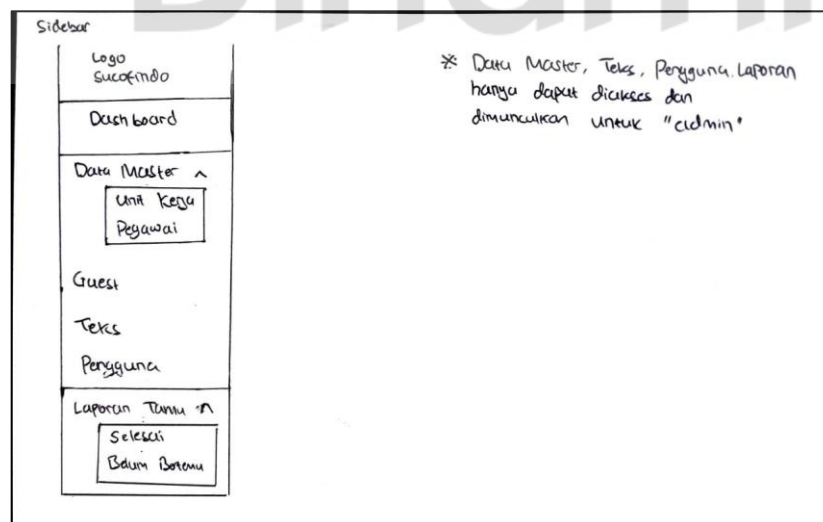 Sidebar
Logo
Sucofindo
Dashboard
Data Master ^
Unit Kerja
Pegawai
Guest
Teks
Pengguna
Laporan Tamu ^
Selesai
Belum Bertemu
* Data Master, Teks, Pengguna. Laporan
hanya dapat diakses dan
dimunculkan untuk "admin"